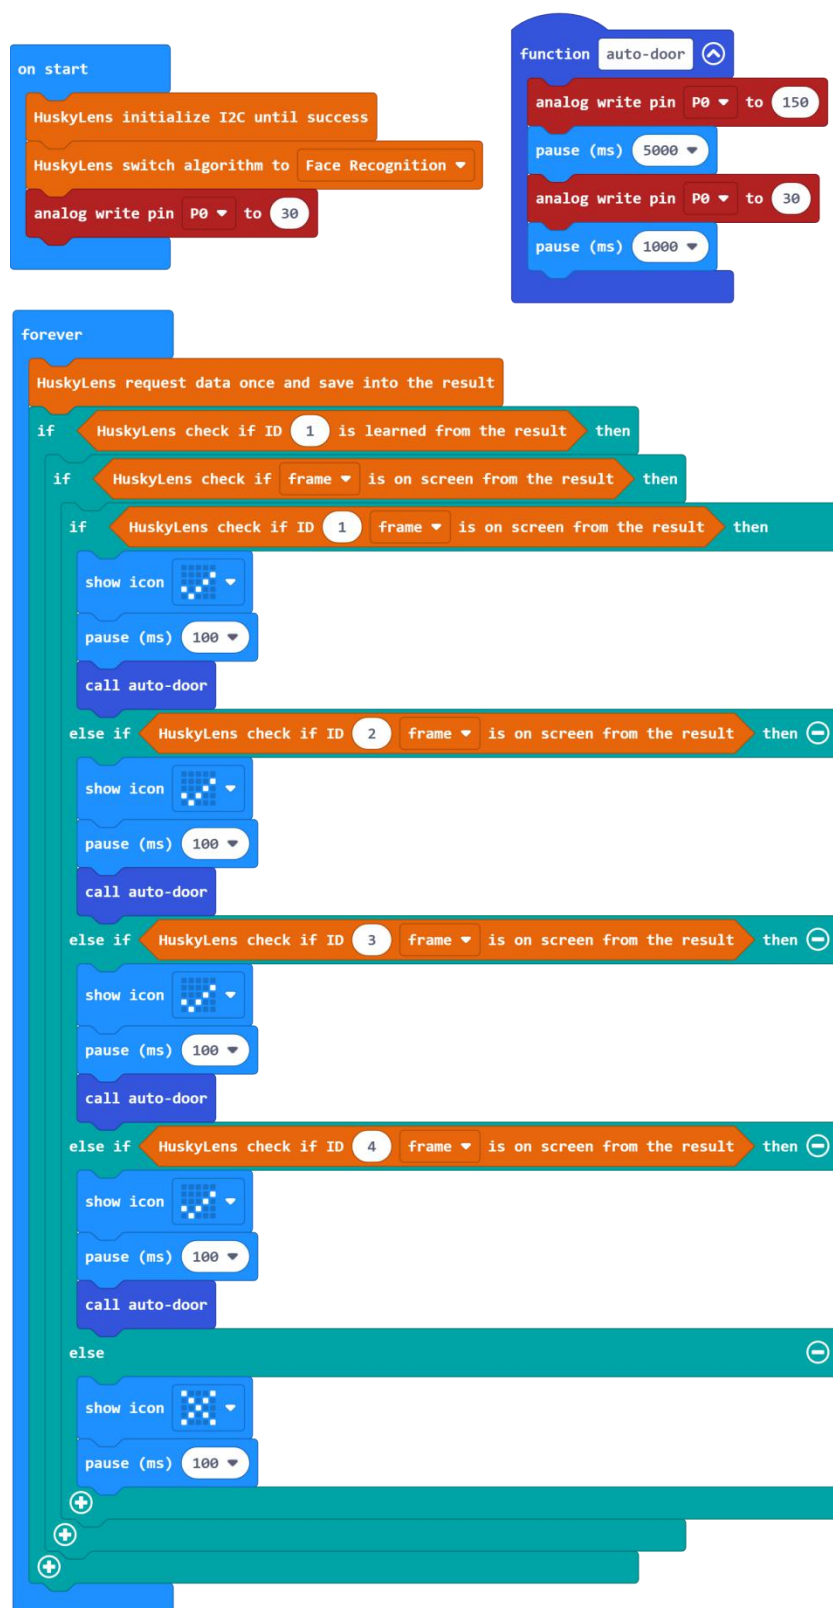 on start
HuskyLens initialize I2C until success
HuskyLens switch algorithm to Face Recognition
analog write pin P0 to 30
function auto-door
analog write pin P0 to 150
pause (ms) 5000
analog write pin P0 to 30
pause (ms) 1000
forever
HuskyLens request data once and save into the result
if HuskyLens check if ID 1 is learned from the result then
if HuskyLens check if frame is on screen from the result then
if HuskyLens check if ID 1 frame is on screen from the result then
show icon
pause (ms) 100
call auto-door
else if HuskyLens check if ID 2 frame is on screen from the result then
show icon
pause (ms) 100
call auto-door
else if HuskyLens check if ID 3 frame is on screen from the result then
show icon
pause (ms) 100
call auto-door
else if HuskyLens check if ID 4 frame is on screen from the result then
show icon
pause (ms) 100
call auto-door
else
show icon
pause (ms) 100